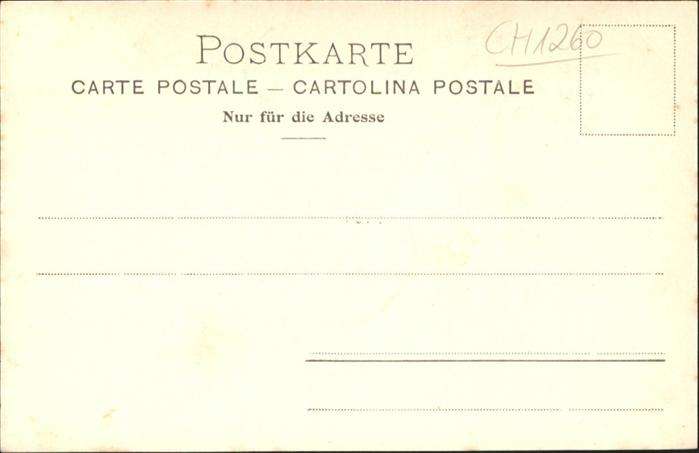 CH1260
POSTKARTE
CARTE POSTALE — CARTOLINA POSTALE
Nur für die Adresse